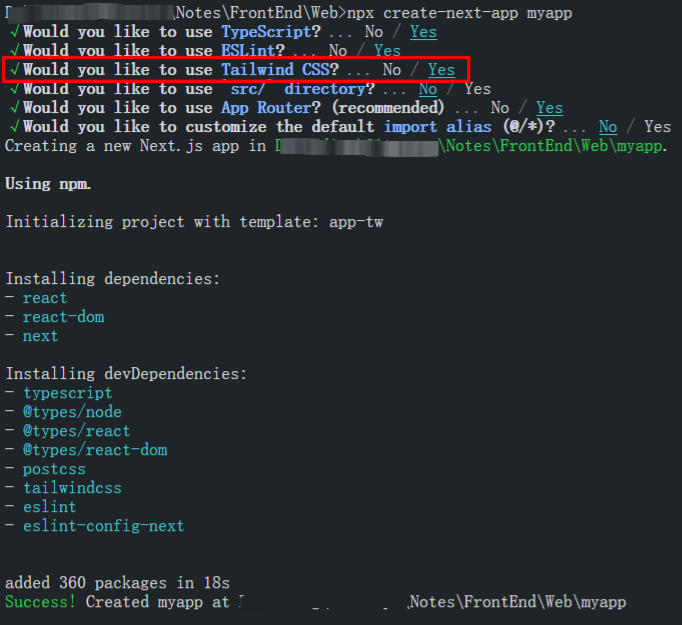 \Notes\FrontEnd\Web>npx create-next-app myapp
√ Would you like to use TypeScript? ... No / Yes
√ Would you like to use ESLint? ... No / Yes
√ Would you like to use Tailwind CSS? ... No / Yes
√ Would you like to use `src/` directory? ... No / Yes
√ Would you like to use App Router? (recommended) ... No / Yes
√ Would you like to customize the default import alias (@/*)? ... No / Yes
Creating a new Next.js app in D \Notes\FrontEnd\Web\myapp.
Using npm.
Initializing project with template: app-tw
Installing dependencies:
- react
- react-dom
- next
Installing devDependencies:
- typescript
- @types/node
- @types/react
- @types/react-dom
- postcss
- tailwindcss
- eslint
- eslint-config-next
added 360 packages in 18s
Success! Created myapp at \Notes\FrontEnd\Web\myapp